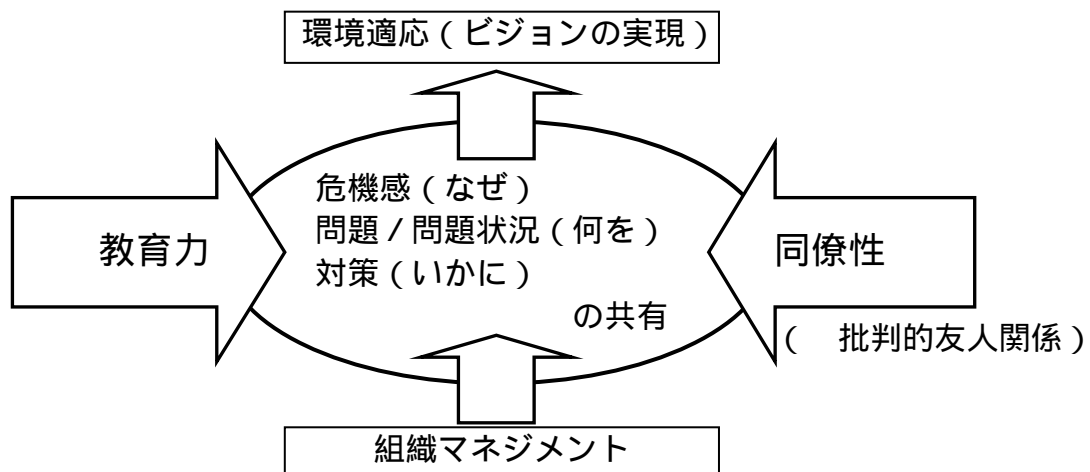 環境適応（ビジョンの実現）
危機感（なぜ）
問題／問題状況（何を）
対策（いかに）
の共有
教育力
同僚性
（　批判的友人関係）
組織マネジメント